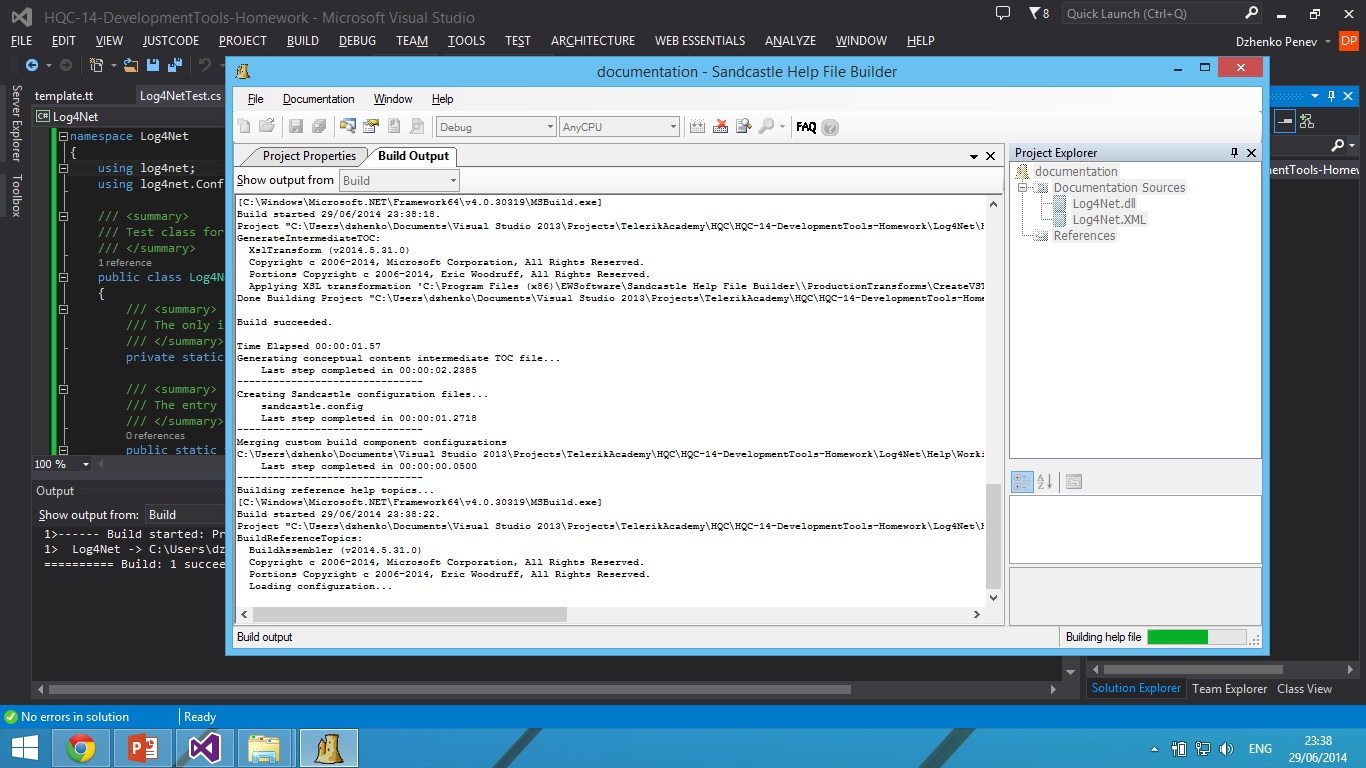 HQC-14-DevelopmentTools-Homework - Microsoft Visual Studio
8
Quick Launch (Ctrl+Q)
FILE EDIT VIEW JUSTCODE PROJECT BUILD DEBUG TEAM TOOLS TEST ARCHITECTURE WEB ESSENTIALS ANALYZE WINDOW HELP
Dzhenko Penev
DP
Server Explorer
Toolbox
template.tt
Log4NetTest.cs
C# Log4Net
namespace Log4Net
{
using log4net;
using log4net.Conf
/// <summary>
/// Test class for
/// </summary>
1 reference
public class Log4N
{
/// <summary>
/// The only i
/// </summary>
private static
/// <summary>
/// The entry
/// </summary>
0 references
public static
100 %
Output
Show output from: Build
1>------ Build started: Pr
1> Log4Net -> C:\Users\dz
========== Build: 1 succee
documentation - Sandcastle Help File Builder
File Documentation Window Help
Debug
AnyCPU
FAQ
Project Properties
Build Output
Show output from Build
[C:\Windows\Microsoft.NET\Framework64\v4.0.30319\MSBuild.exe]
Build started 29/06/2014 23:38:18.
Project "C:\Users\dzhenko\Documents\Visual Studio 2013\Projects\TelerikAcademy\HQC\HQC-14-DevelopmentTools-Homework\Log4Net\H
GenerateIntermediateTOC:
XslTransform (v2014.5.31.0)
Copyright c 2006-2014, Microsoft Corporation, All Rights Reserved.
Portions Copyright c 2006-2014, Eric Woodruff, All Rights Reserved.
Applying XSL transformation 'C:\Program Files (x86)\EWSoftware\Sandcastle Help File Builder\\ProductionTransforms\CreateVST
Done Building Project "C:\Users\dzhenko\Documents\Visual Studio 2013\Projects\TelerikAcademy\HQC\HQC-14-DevelopmentTools-Home
Build succeeded.
Time Elapsed 00:00:01.57
Generating conceptual content intermediate TOC file...
Last step completed in 00:00:02.2385
-------------------------------
Creating Sandcastle configuration files...
sandcastle.config
Last step completed in 00:00:01.2718
-------------------------------
Merging custom build component configurations
C:\Users\dzhenko\Documents\Visual Studio 2013\Projects\TelerikAcademy\HQC\HQC-14-DevelopmentTools-Homework\Log4Net\Help\Worki
Last step completed in 00:00:00.0500
-------------------------------
Building reference help topics...
[C:\Windows\Microsoft.NET\Framework64\v4.0.30319\MSBuild.exe]
Build started 29/06/2014 23:38:22.
Project "C:\Users\dzhenko\Documents\Visual Studio 2013\Projects\TelerikAcademy\HQC\HQC-14-DevelopmentTools-Homework\Log4Net\H
BuildReferenceTopics:
BuildAssembler (v2014.5.31.0)
Copyright c 2006-2014, Microsoft Corporation, All Rights Reserved.
Portions Copyright c 2006-2014, Eric Woodruff, All Rights Reserved.
Loading configuration...
Build output
Building help file
Project Explorer
documentation
Documentation Sources
Log4Net.dll
Log4Net.XML
References
entTools-Homew
Solution Explorer Team Explorer Class View
No errors in solution
Ready
ENG
23:38
29/06/2014